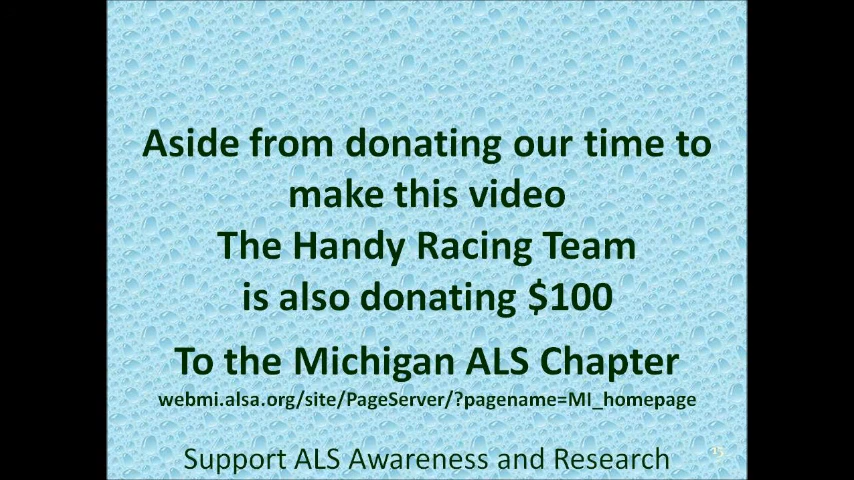 Aside from donating our time to
make this video
The Handy Racing Team
is also donating $100
To the Michigan ALS Chapter
webmi.alsa.org/site/PageServer/?pagename=MI_homepage
Support ALS Awareness and Research
15